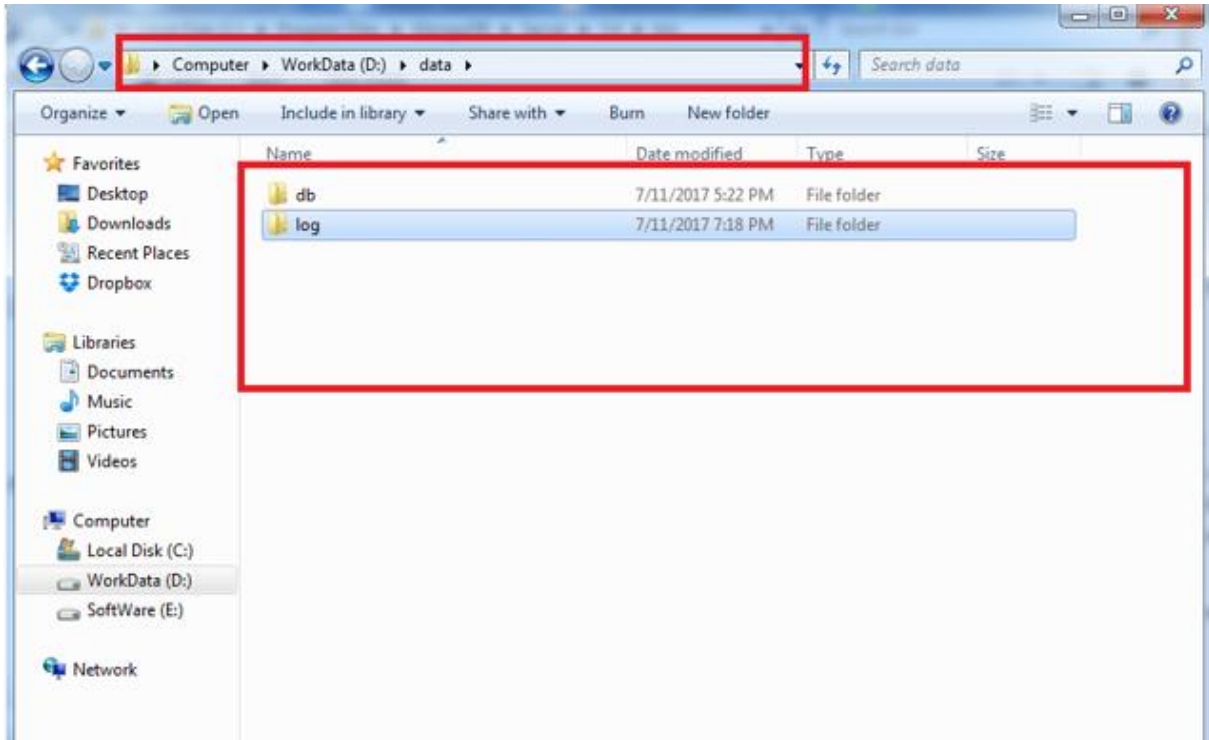 Computer WorkData (D:) data
Search data
Organize Open Include in library Share with Burn New folder
Name Date modified Type Size
db 7/11/2017 5:22 PM File folder
log 7/11/2017 7:18 PM File folder
Favorites
Desktop
Downloads
Recent Places
Dropbox
Libraries
Documents
Music
Pictures
Videos
Computer
Local Disk (C:)
WorkData (D:)
SoftWare (E:)
Network